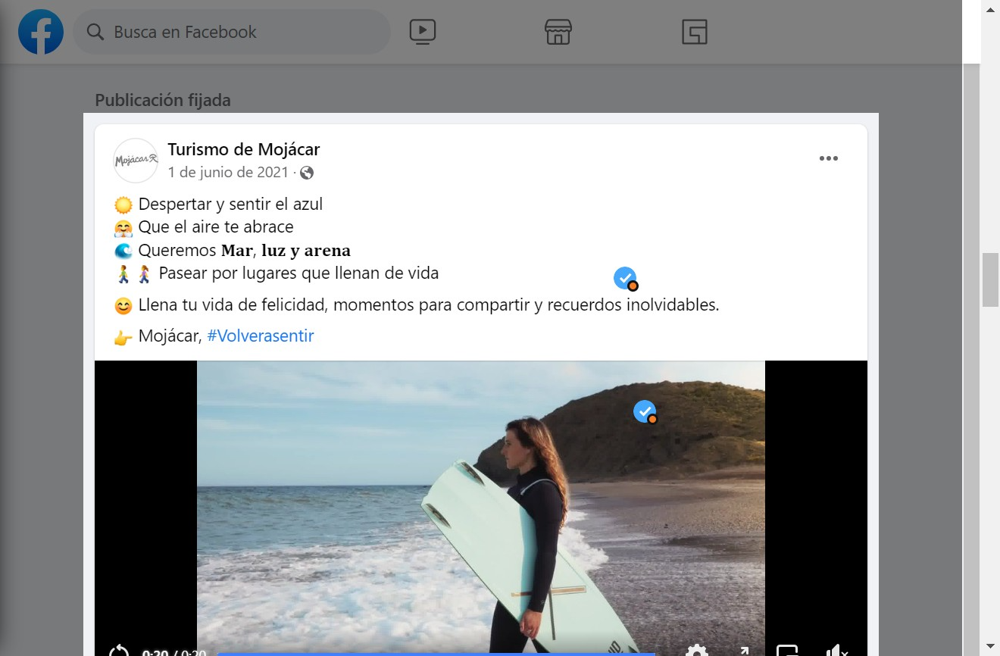 Busca en Facebook
Publicación fijada
Mojácar
Turismo de Mojácar
1 de junio de 2021 ·
🌞 Despertar y sentir el azul
🤗 Que el aire te abrace
🌊 Queremos Mar, luz y arena
🚶‍♂️🚶‍♀️ Pasear por lugares que llenan de vida
😊 Llena tu vida de felicidad, momentos para compartir y recuerdos inolvidables.
👉 Mojácar, #Volverasentir
0:20 / 0:20